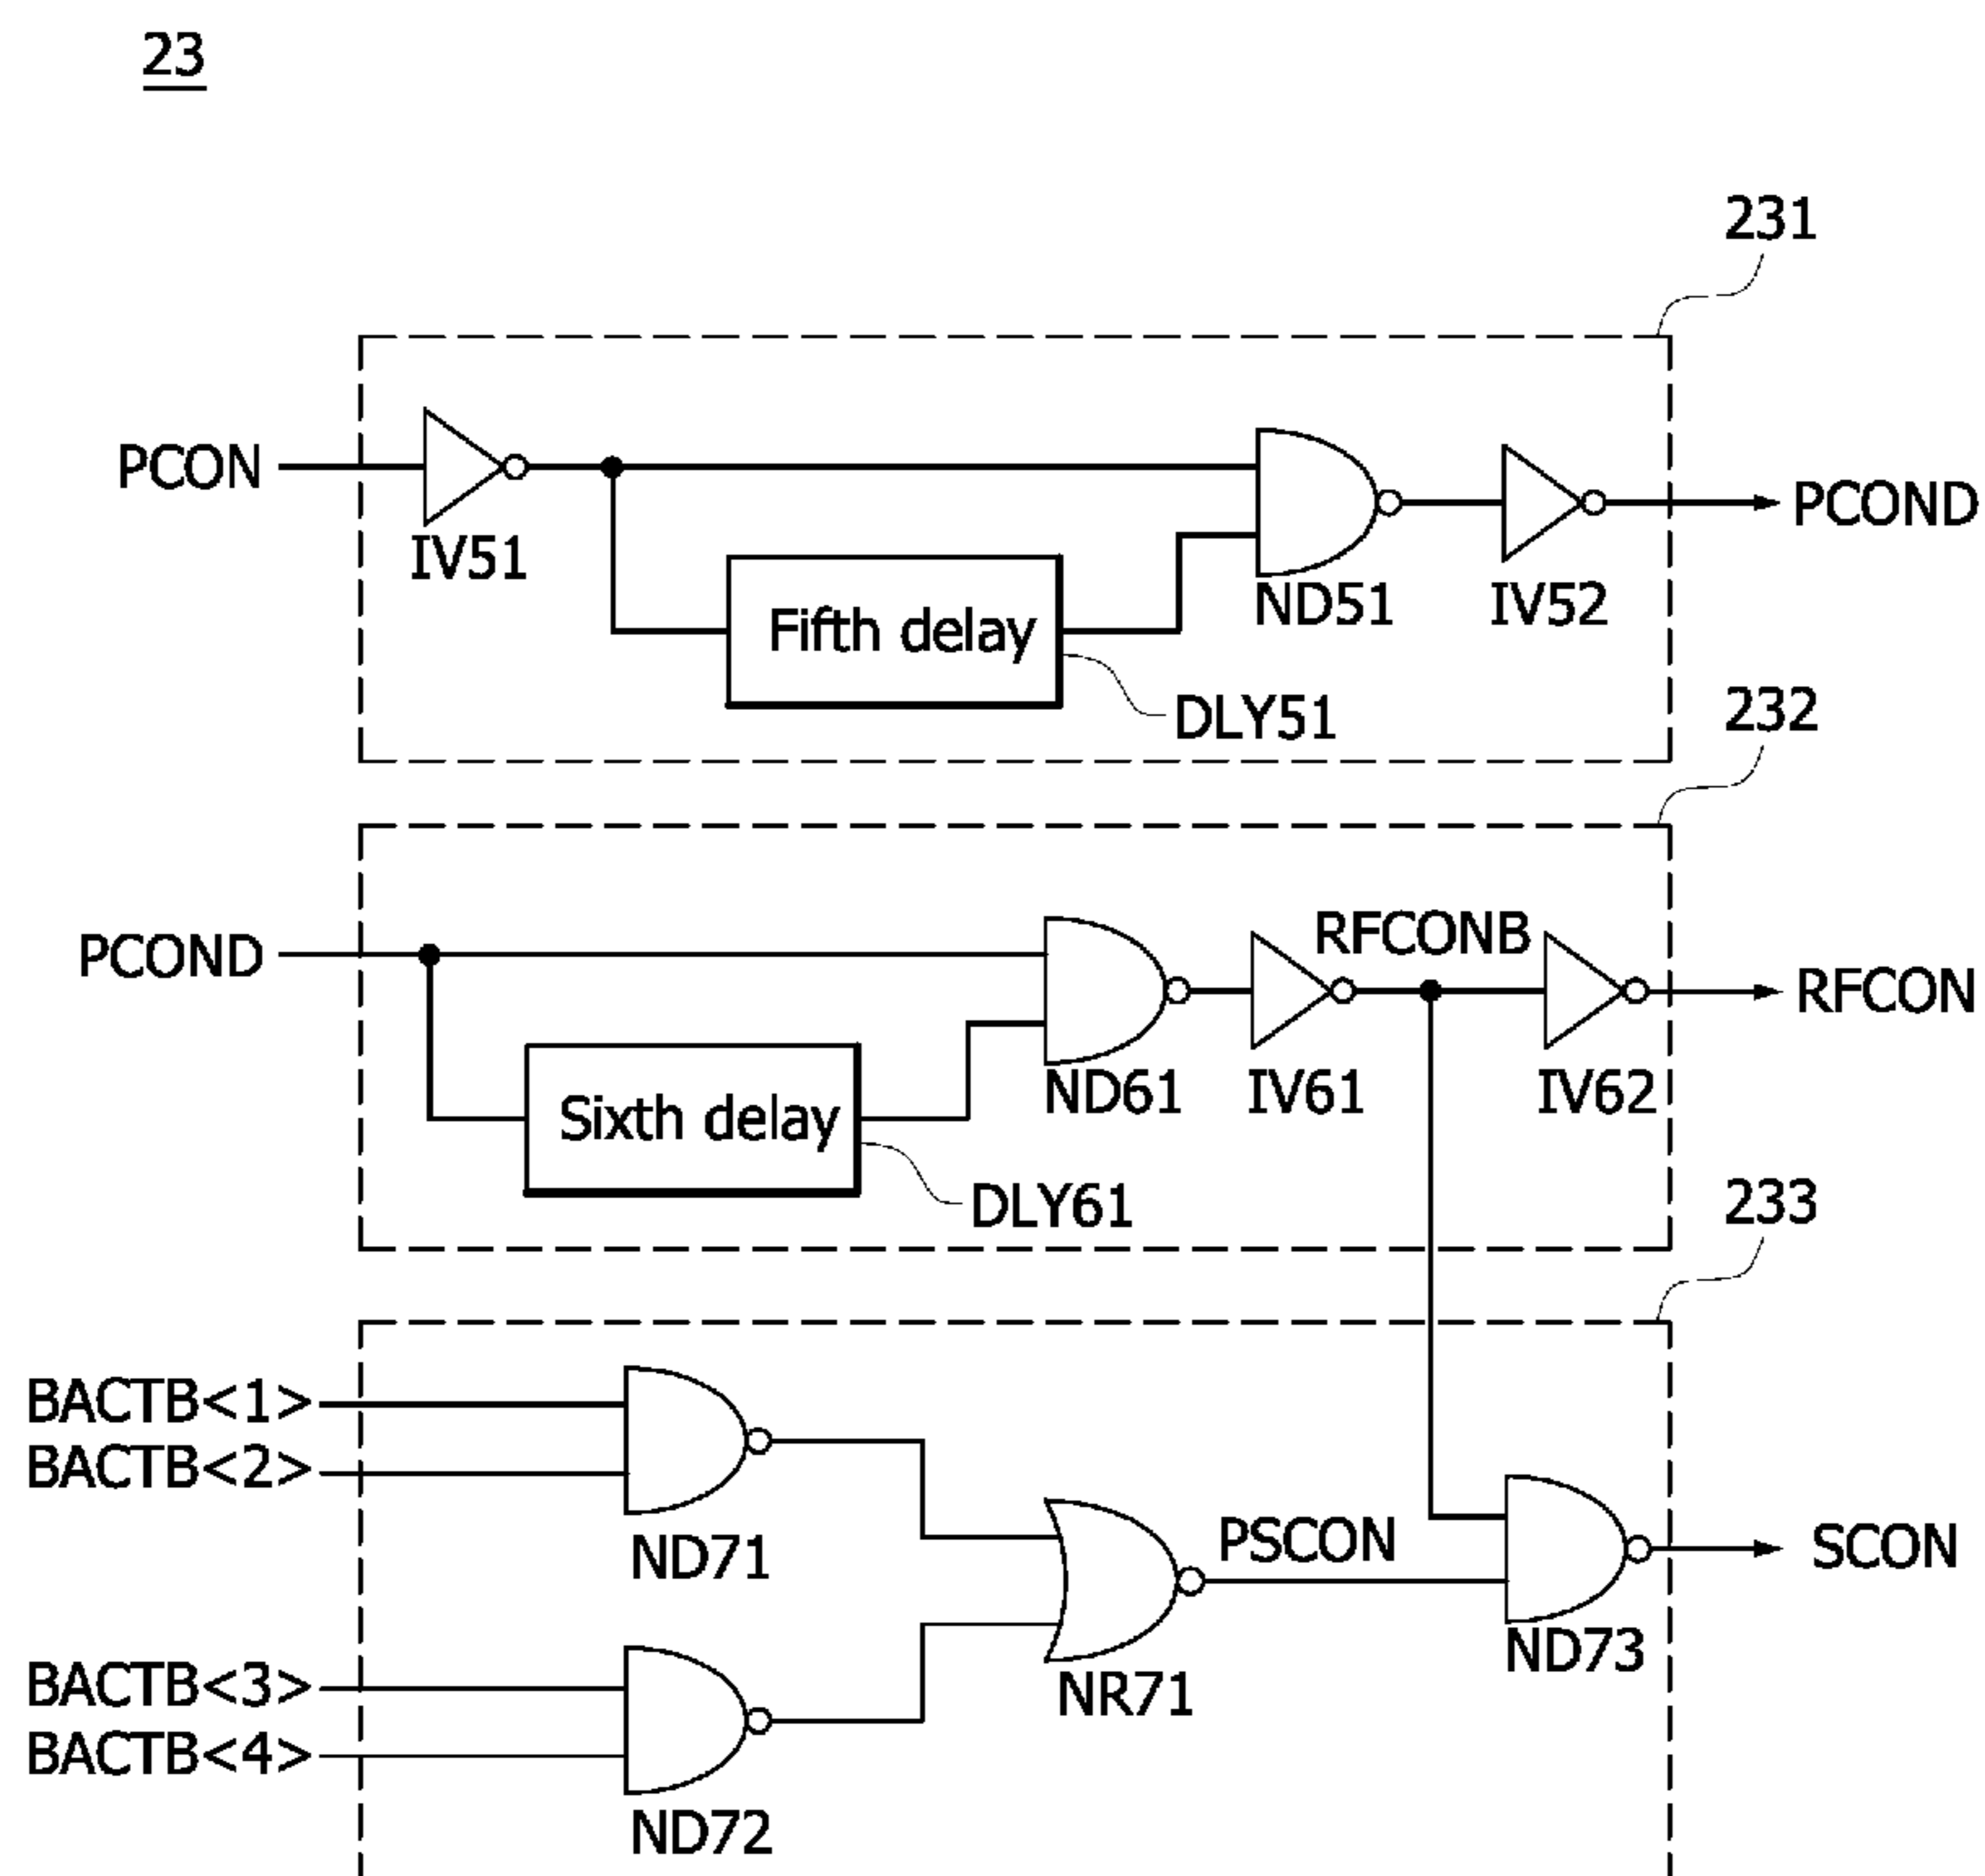 23
231
PCON
IV51
Fifth delay
DLY51
ND51
IV52
PCOND
232
PCOND
Sixth delay
DLY61
ND61
IV61
RFCONB
IV62
RFCON
233
BACTB<1>
BACTB<2>
ND71
BACTB<3>
BACTB<4>
ND72
NR71
PSCON
ND73
SCON